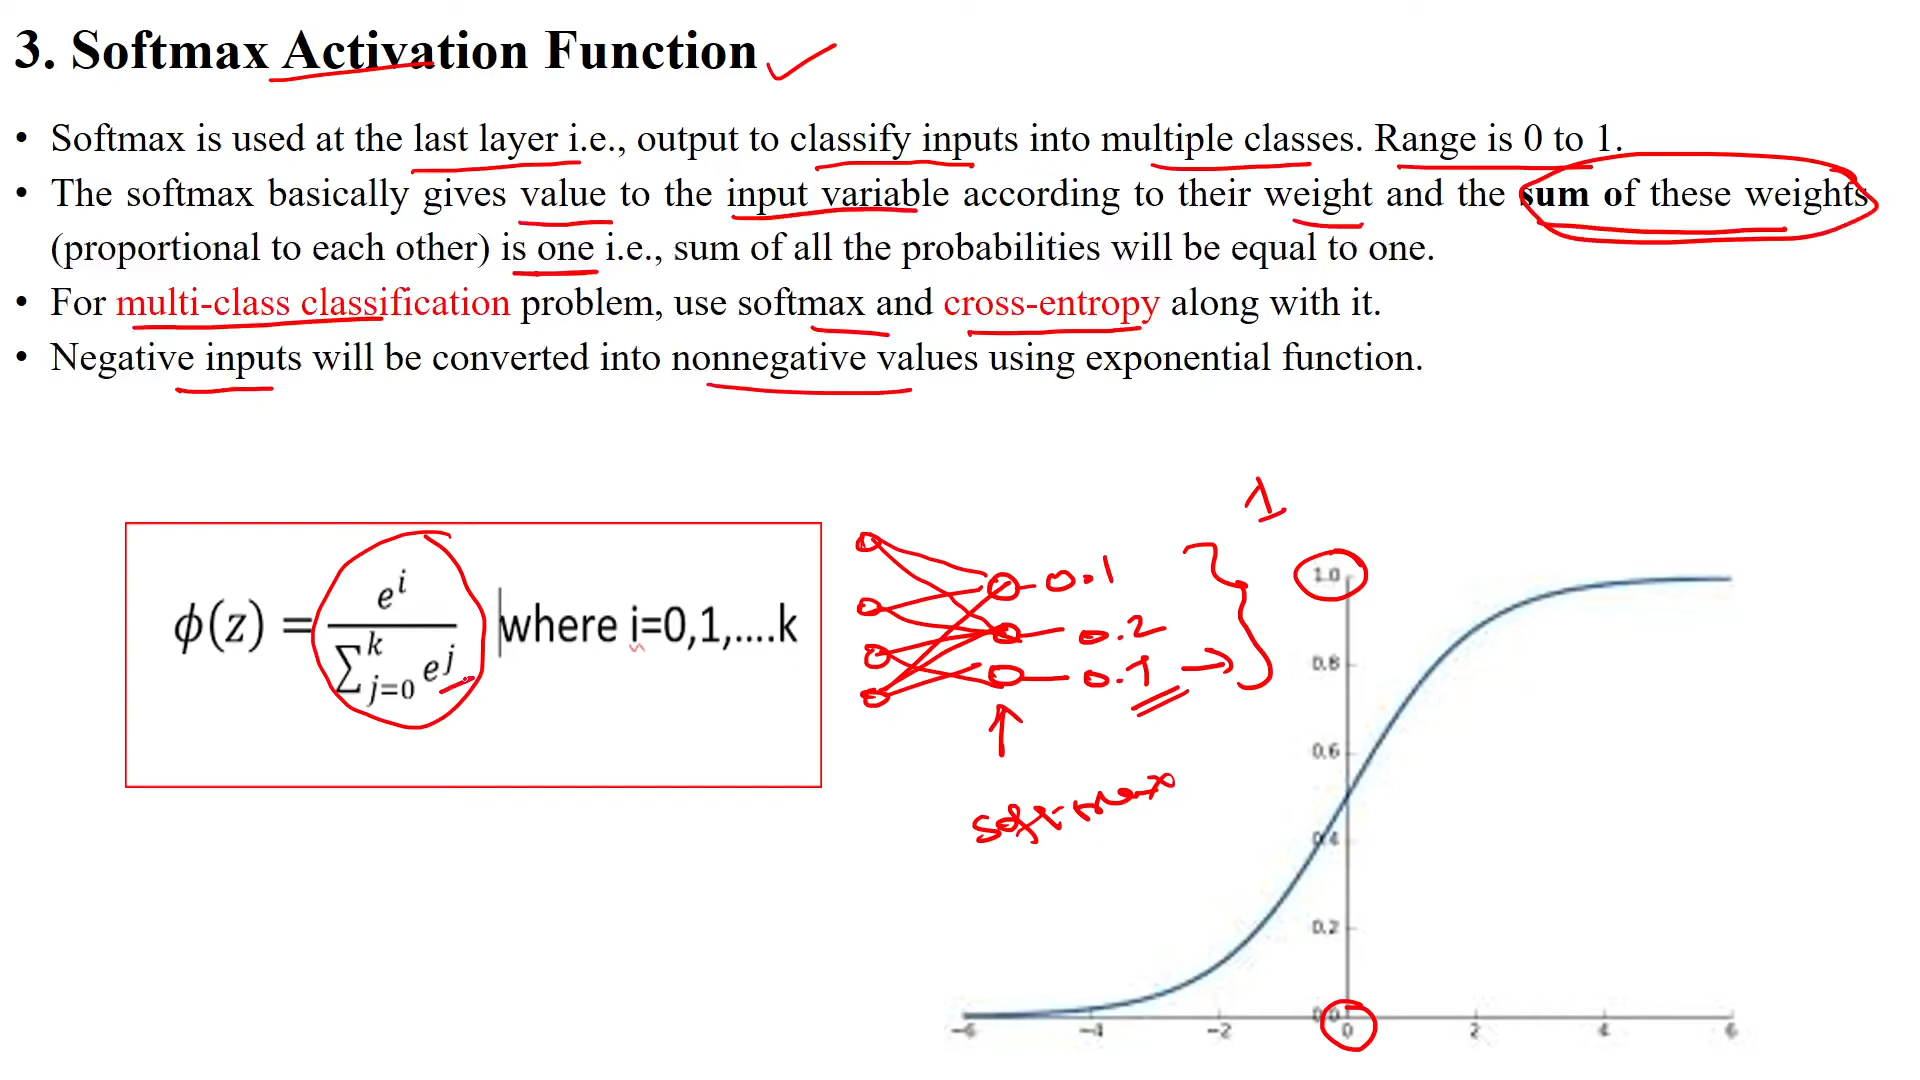 3. Softmax Activation Function
• Softmax is used at the last layer i.e., output to classify inputs into multiple classes. Range is 0 to 1.
• The softmax basically gives value to the input variable according to their weight and the sum of these weights
(proportional to each other) is one i.e., sum of all the probabilities will be equal to one.
• For multi-class classification problem, use softmax and cross-entropy along with it.
• Negative inputs will be converted into nonnegative values using exponential function.
ϕ(z) = e^i / ∑_{j=0}^k e^j where i=0,1,....k
1
0.1
0.2
0.7
softmax
1.0
0.8
0.6
0.4
0.2
0.0
−6 −4 −2 0 2 4 6